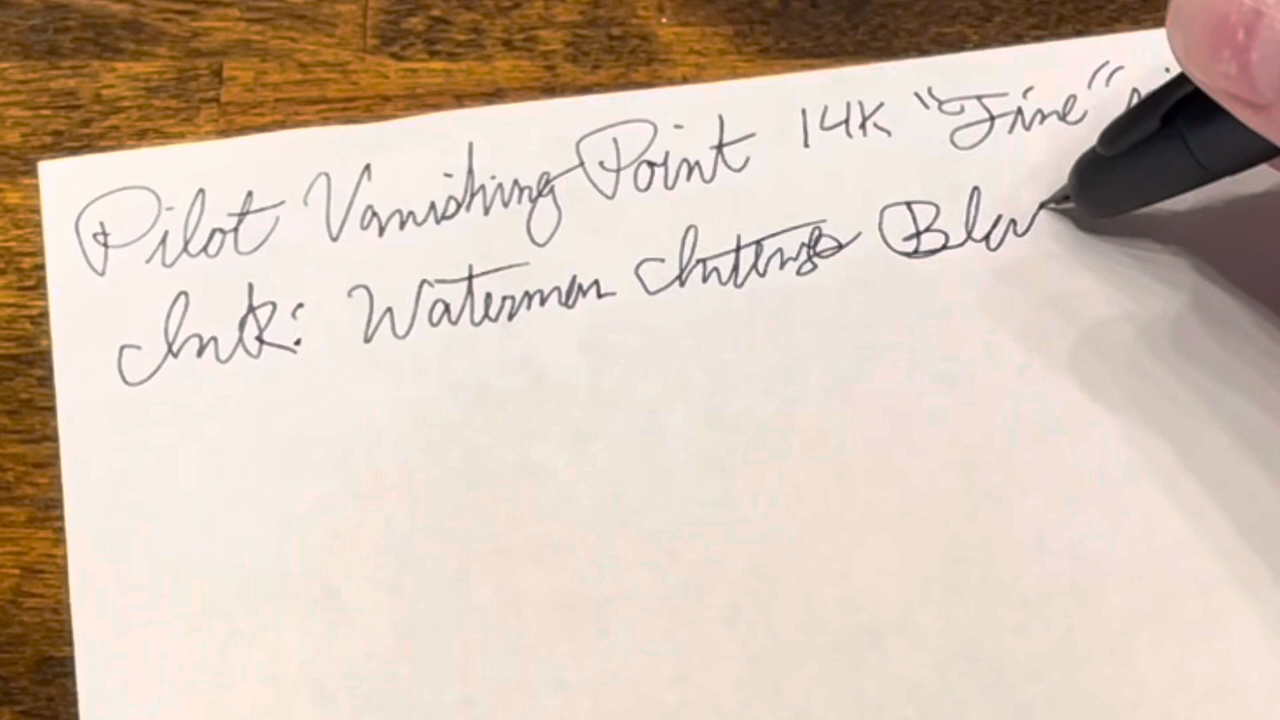 Pilot Vanishing Point 14K "Fine"
Ink: Waterman Intense Bla